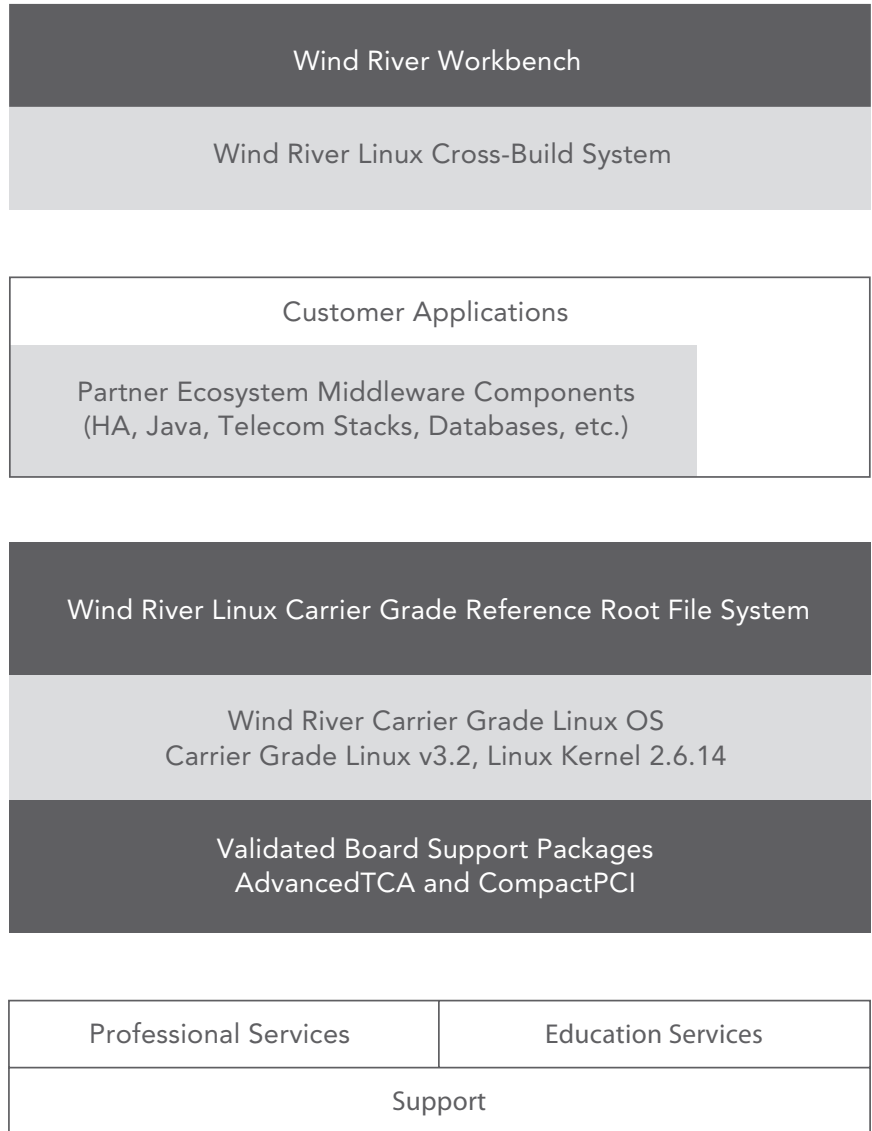 Wind River Workbench
Wind River Linux Cross-Build System
Customer Applications
Partner Ecosystem Middleware Components
(HA, Java, Telecom Stacks, Databases, etc.)
Wind River Linux Carrier Grade Reference Root File System
Wind River Carrier Grade Linux OS
Carrier Grade Linux v3.2, Linux Kernel 2.6.14
Validated Board Support Packages
AdvancedTCA and CompactPCI
Professional Services
Education Services
Support